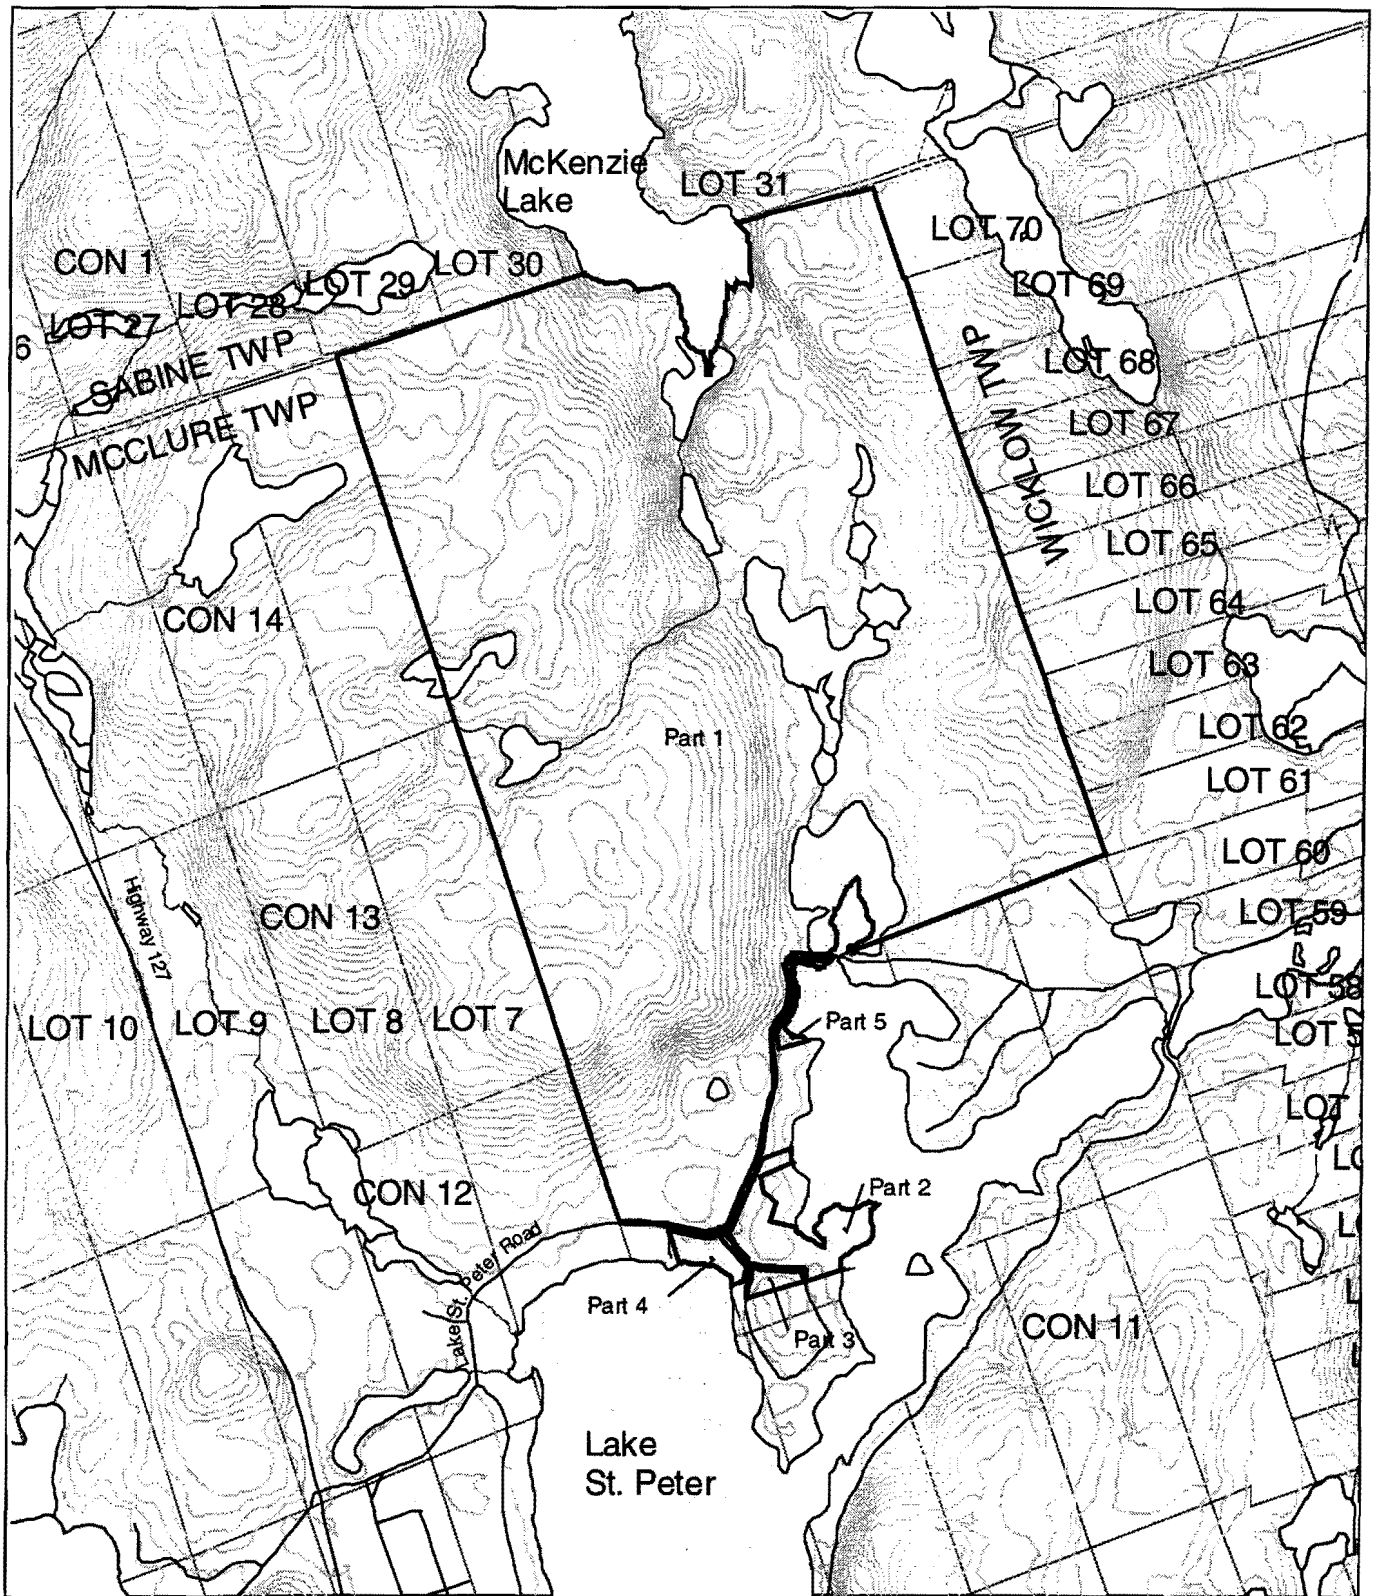 McKenzie
Lake
LOT 31
LOT 70
CON 1
LOT 30
LOT 29
LOT 28
LOT 27
LOT 69
6
SABINE TWP
MCCLURE TWP
WICKLOW TWP
LOT 68
LOT 67
LOT 66
LOT 65
LOT 64
CON 14
LOT 63
LOT 62
Part 1
LOT 61
LOT 60
Highway 127
CON 13
LOT 59
LOT 58
LOT 10
LOT 9
LOT 8
LOT 7
Part 5
LOT 5
LOT
CON 12
Part 2
Lake St. Peter Road
Part 4
Part 3
CON 11
Lake
St. Peter